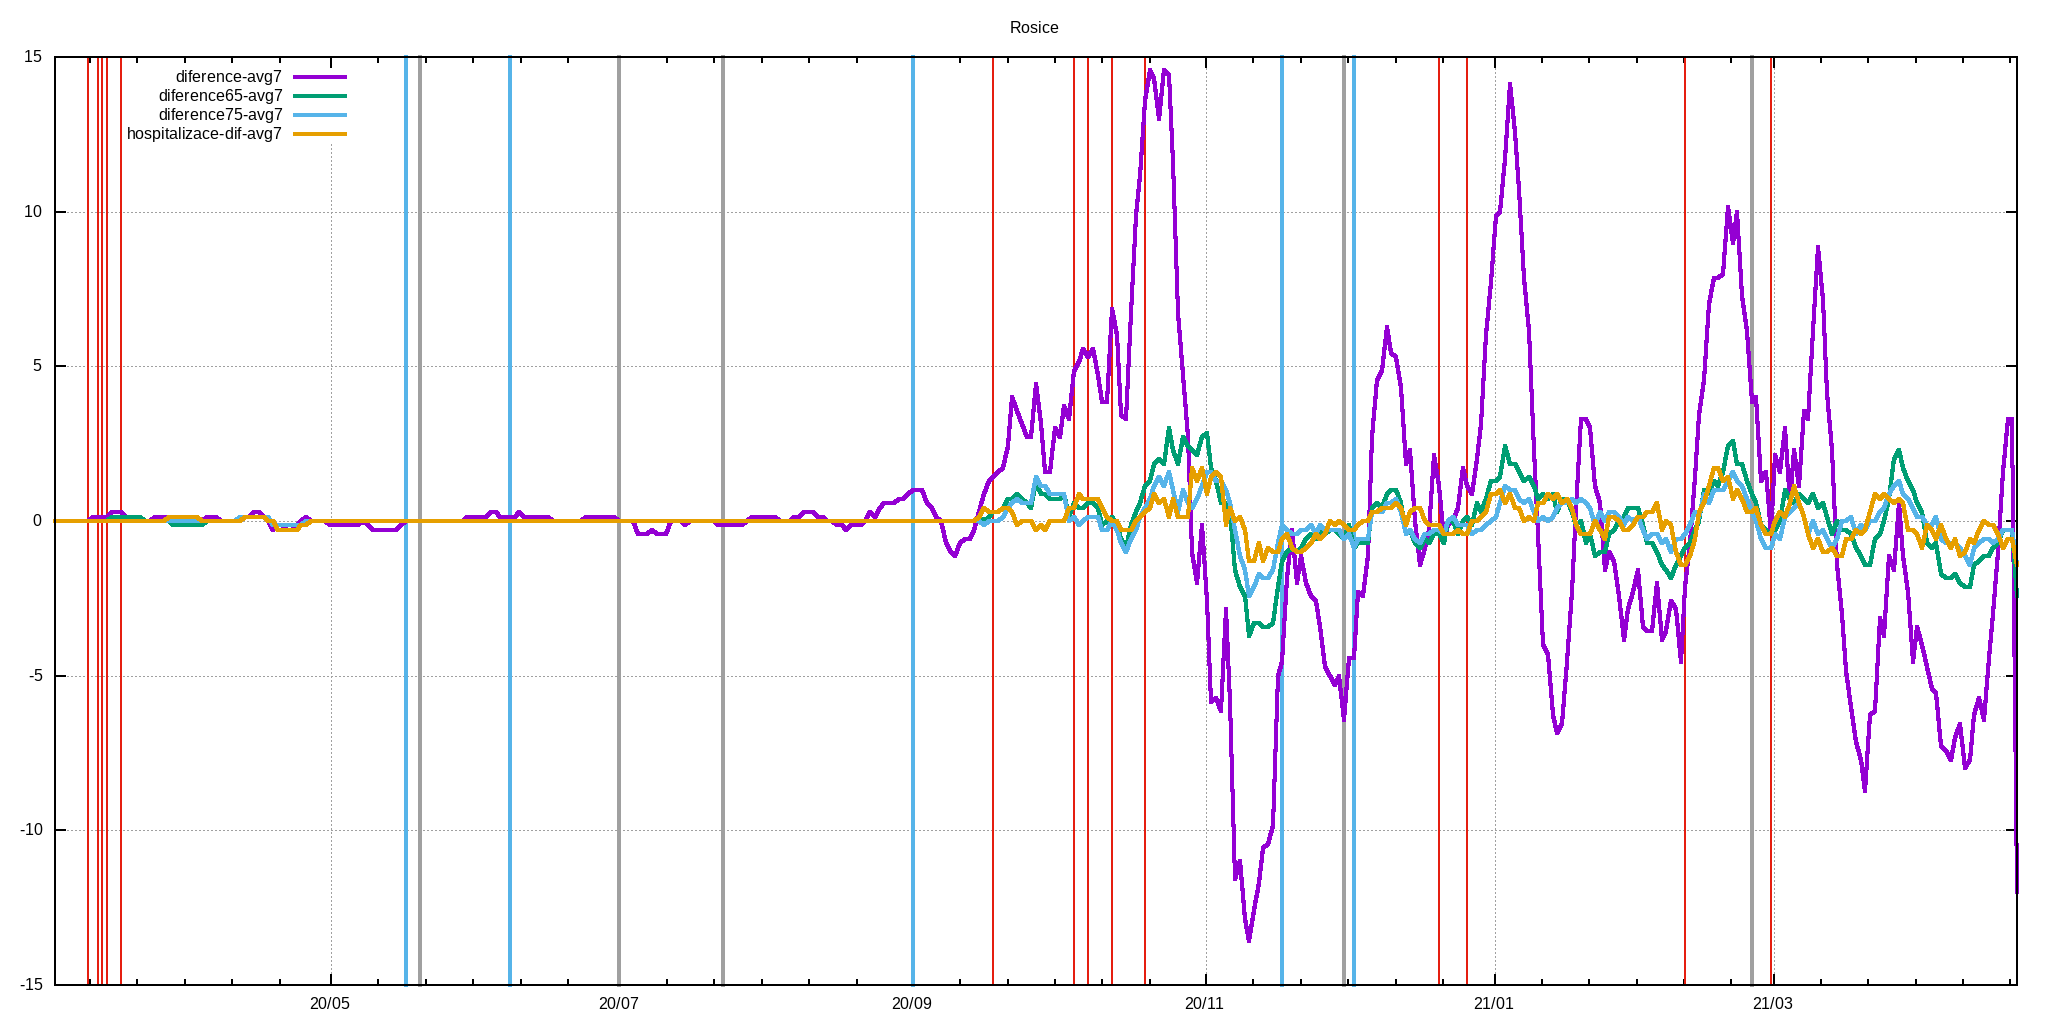 Rosice
15
diference-avg7
diference65-avg7
diference75-avg7
hospitalizace-dif-avg7
10
5
0
-5
-10
-15
20/05 20/07 20/09 20/11 21/01 21/03